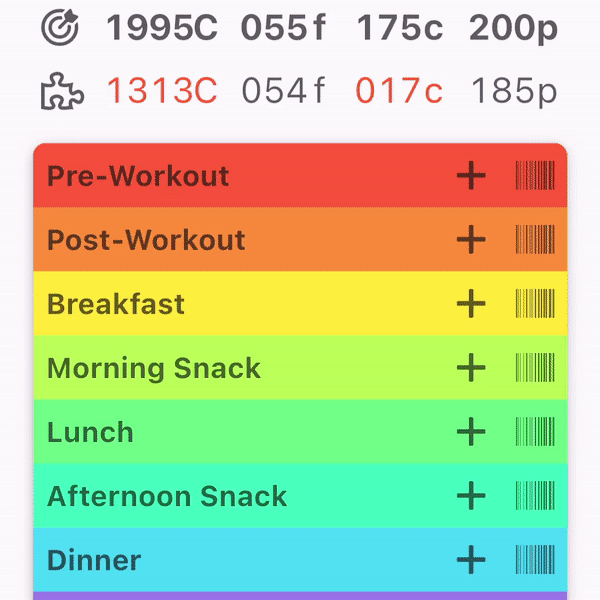 1995C 055f 175c 200p
1313C 054f 017c 185p
Pre-Workout +
Post-Workout +
Breakfast +
Morning Snack +
Lunch +
Afternoon Snack +
Dinner +